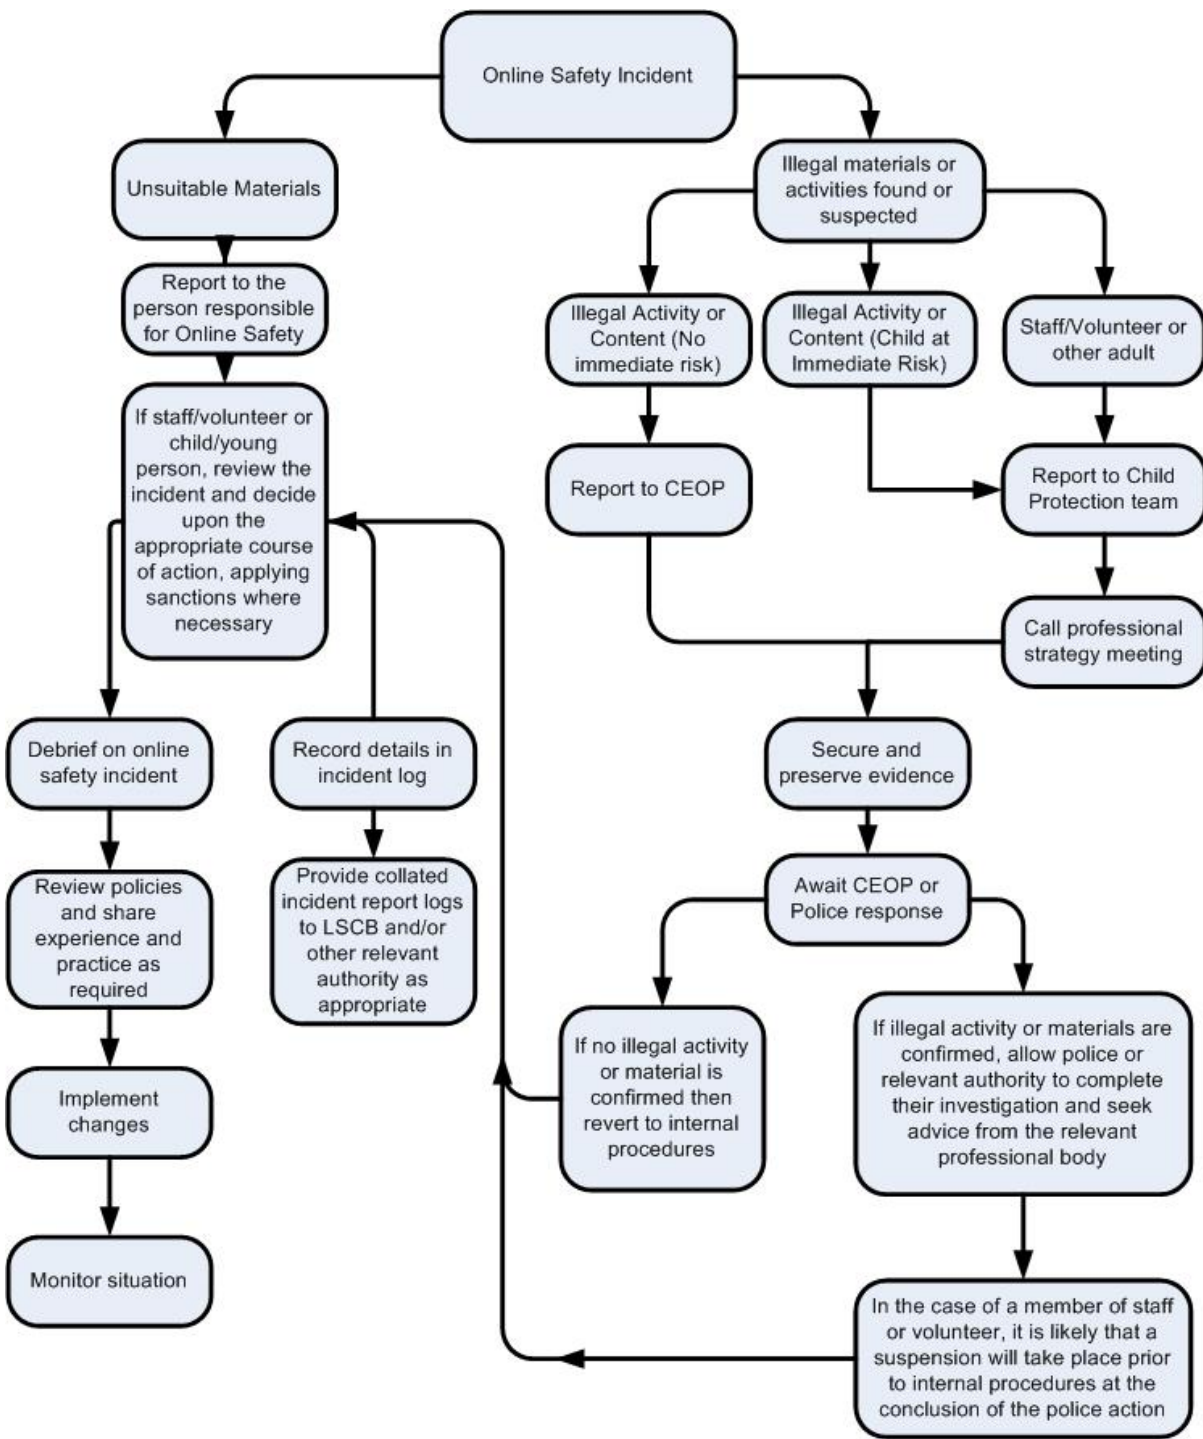 Online Safety Incident
Unsuitable Materials
Report to the
person responsible
for Online Safety
If staff/volunteer or
child/young
person, review the
incident and decide
upon the
appropriate course
of action, applying
sanctions where
necessary
Debrief on online
safety incident
Review policies
and share
experience and
practice as
required
Implement
changes
Monitor situation
Record details in
incident log
Provide collated
incident report logs
to LSCB and/or
other relevant
authority as
appropriate
Illegal materials or
activities found or
suspected
Illegal Activity or
Content (No
immediate risk)
Report to CEOP
Illegal Activity or
Content (Child at
Immediate Risk)
Staff/Volunteer or
other adult
Report to Child
Protection team
Call professional
strategy meeting
Secure and
preserve evidence
Await CEOP or
Police response
If no illegal activity
or material is
confirmed then
revert to internal
procedures
If illegal activity or materials are
confirmed, allow police or
relevant authority to complete
their investigation and seek
advice from the relevant
professional body
In the case of a member of staff
or volunteer, it is likely that a
suspension will take place prior
to internal procedures at the
conclusion of the police action